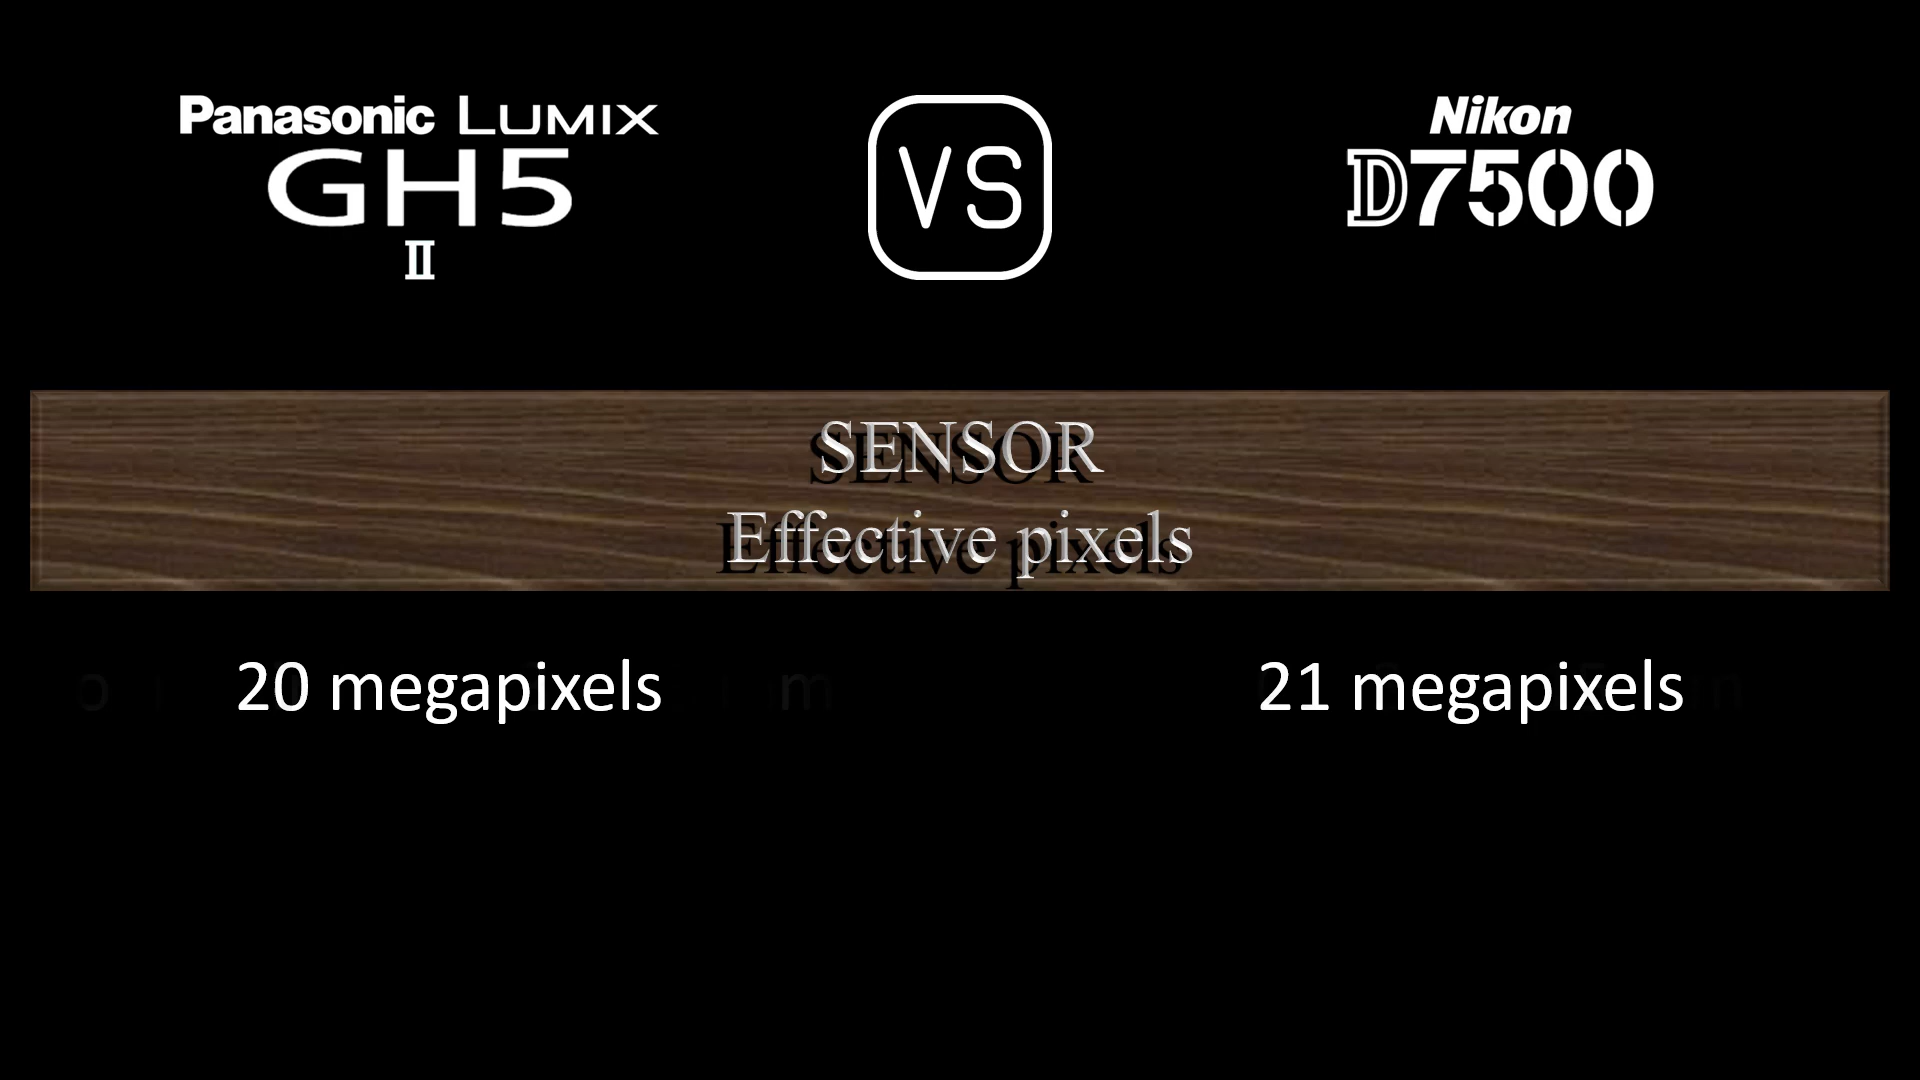 Panasonic LUMIX
GH5
II
VS
Nikon
D7500
SENSOR
Effective pixels
20 megapixels
21 megapixels